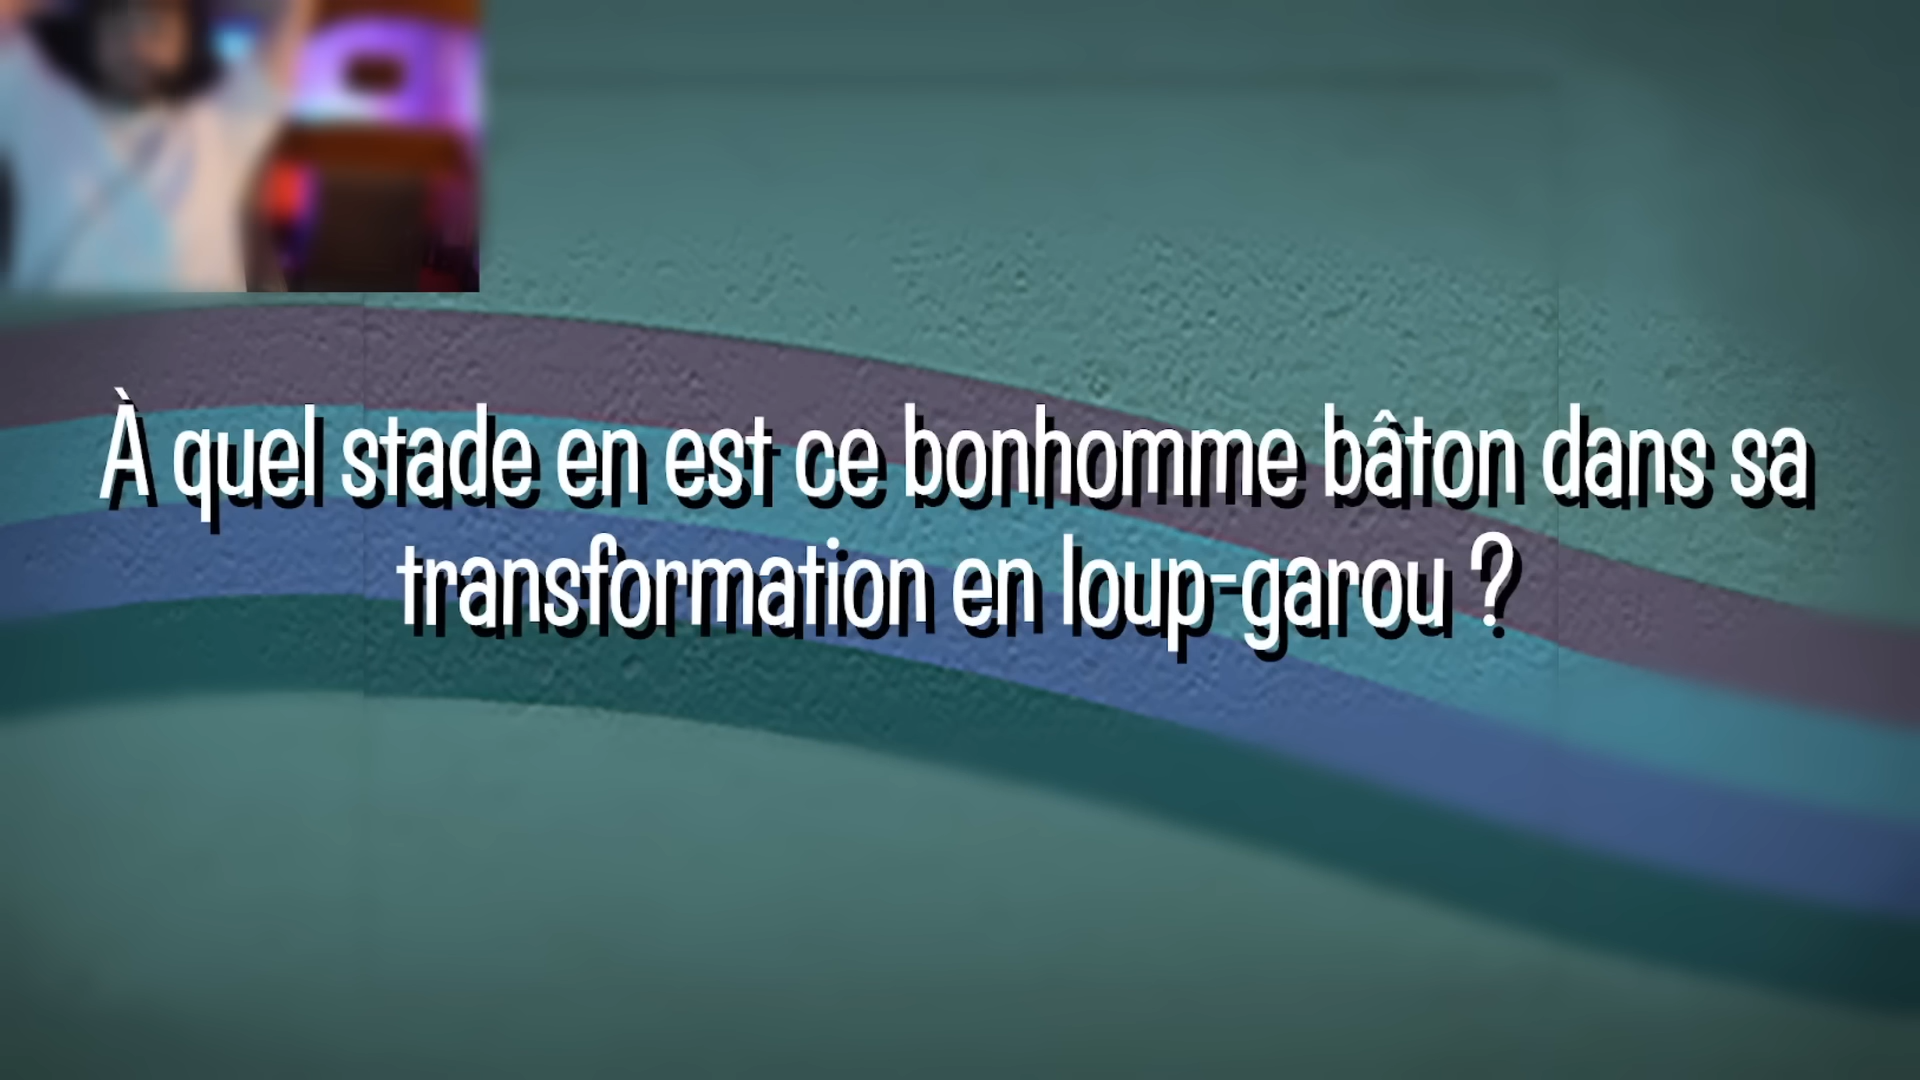 À quel stade en est ce bonhomme bâton dans sa
transformation en loup-garou ?